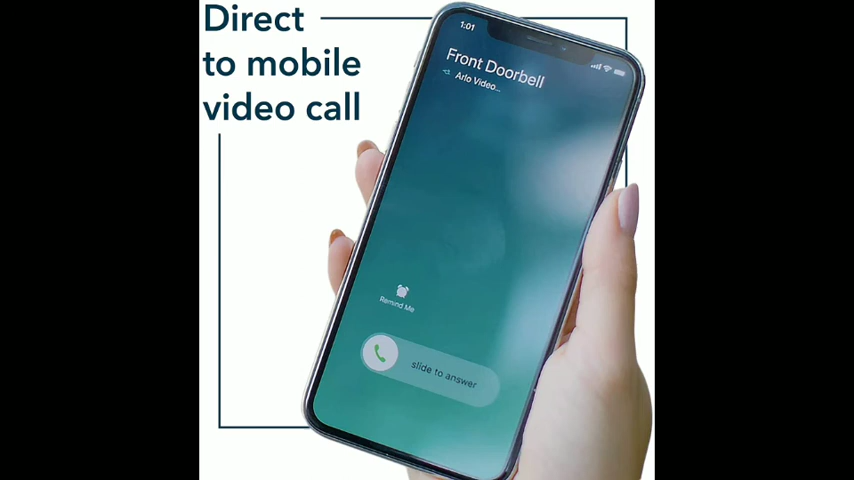 Direct
to mobile
video call
1:01
Front Doorbell
Arlo Video...
Remind Me
slide to answer